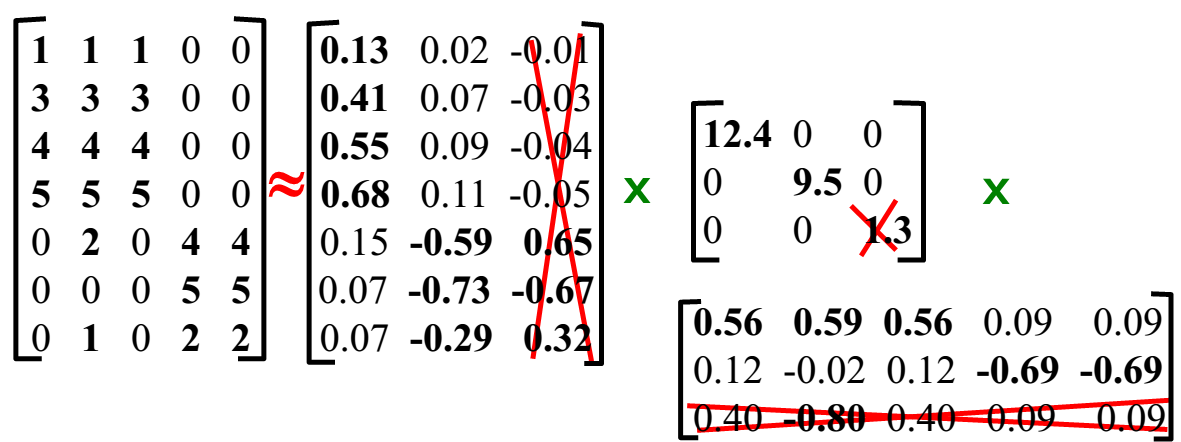 1 1 1 0 0
3 3 3 0 0
4 4 4 0 0
5 5 5 0 0
0 2 0 4 4
0 0 0 5 5
0 1 0 2 2
≈
0.13 0.02 -0.01
0.41 0.07 -0.03
0.55 0.09 -0.04
0.68 0.11 -0.05
0.15 -0.59 0.65
0.07 -0.73 -0.67
0.07 -0.29 0.32
x
12.4 0 0
0 9.5 0
0 0 1.3
x
0.56 0.59 0.56 0.09 0.09
0.12 -0.02 0.12 -0.69 -0.69
0.40 -0.80 0.40 0.09 0.09